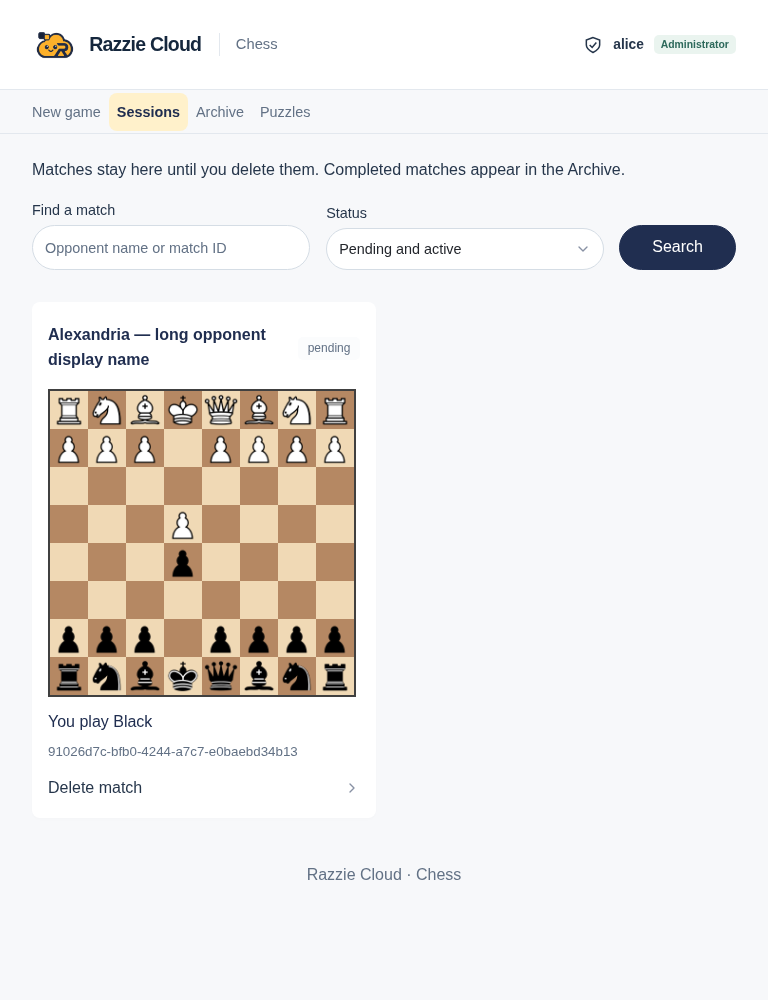 Razzie Cloud
Chess
alice
Administrator
New game
Sessions
Archive
Puzzles
Matches stay here until you delete them. Completed matches appear in the Archive.
Find a match
Opponent name or match ID
Status
Pending and active
Search
Alexandria — long opponent
display name
pending
You play Black
91026d7c-bfb0-4244-a7c7-e0baebd34b13
Delete match
Razzie Cloud · Chess